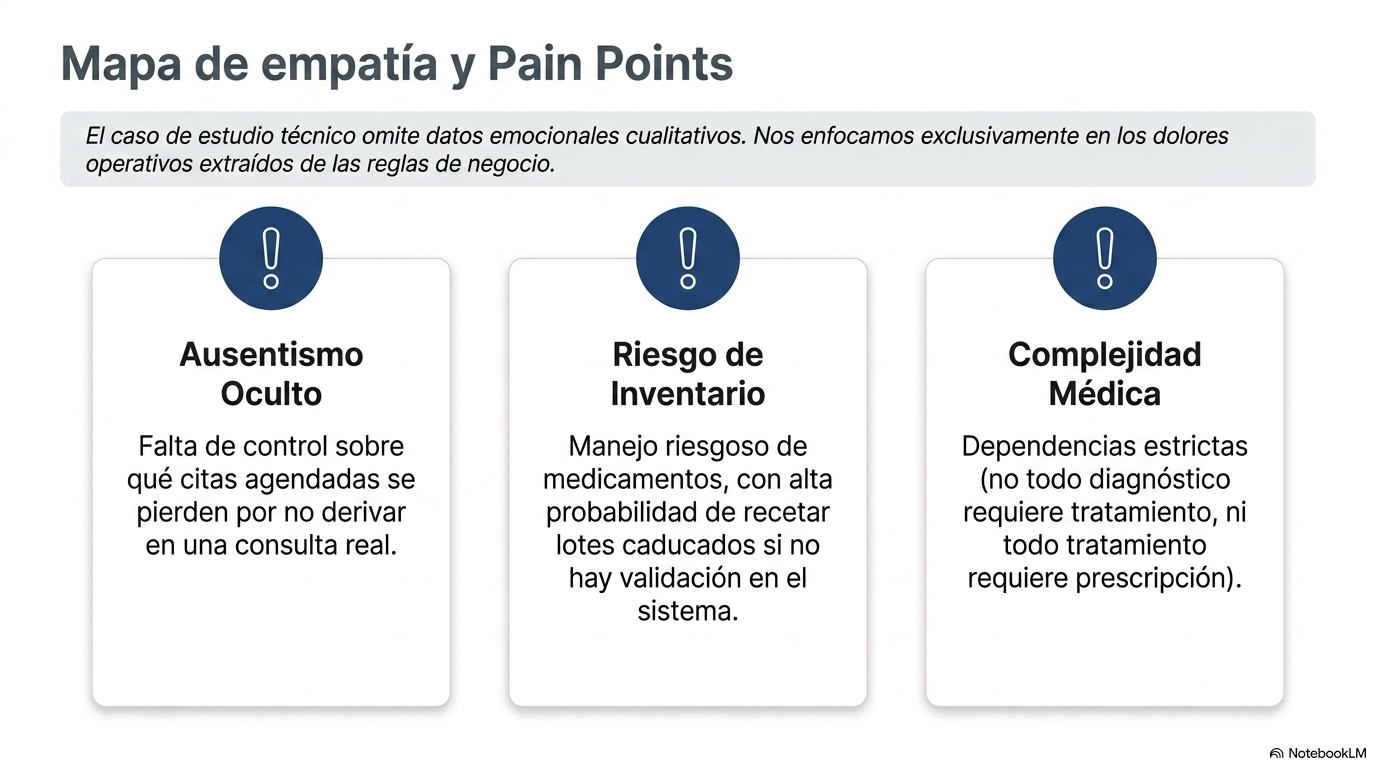 Mapa de empatía y Pain Points
El caso de estudio técnico omite datos emocionales cualitativos. Nos enfocamos exclusivamente en los dolores
operativos extraídos de las reglas de negocio.
Ausentismo
Oculto
Falta de control sobre
qué citas agendadas se
pierden por no derivar
en una consulta real.
Riesgo de
Inventario
Manejo riesgoso de
medicamentos, con alta
probabilidad de recetar
lotes caducados si no
hay validación en el
sistema.
Complejidad
Médica
Dependencias estrictas
(no todo diagnóstico
requiere tratamiento, ni
todo tratamiento
requiere prescripción).
NotebookLM